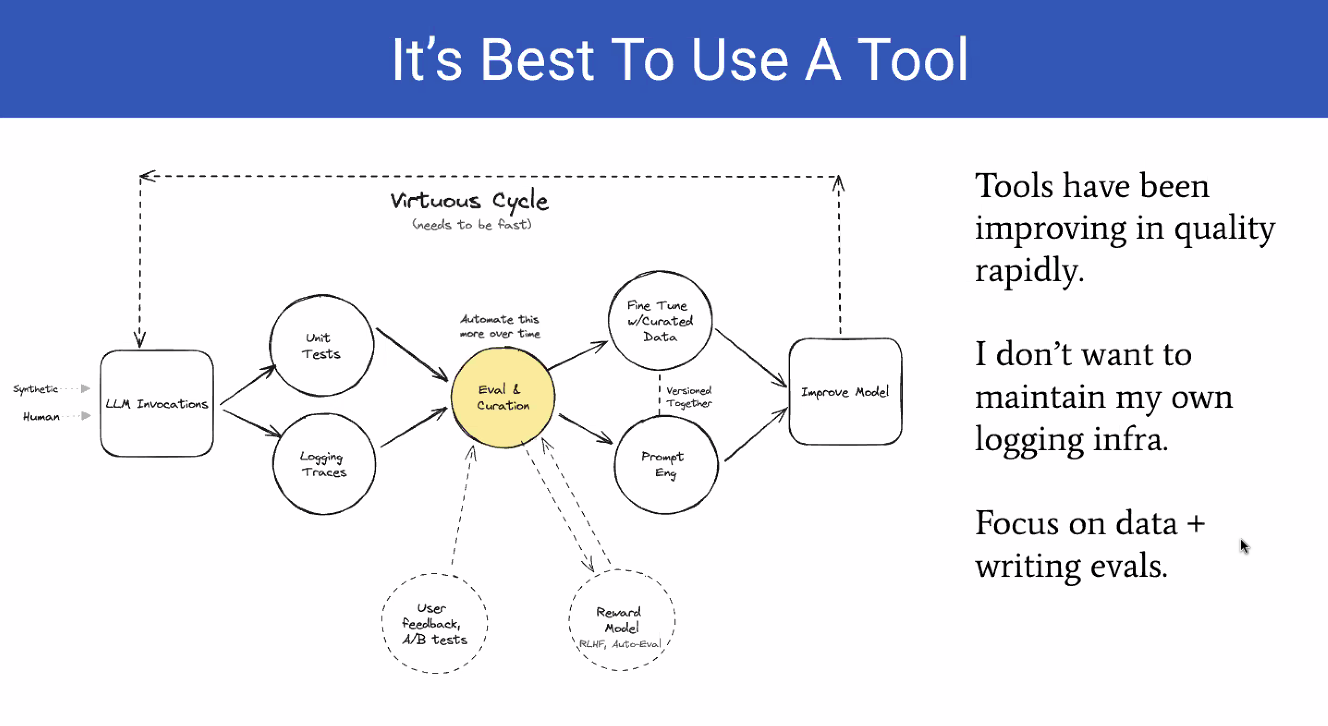 It’s Best To Use A Tool
Virtuous Cycle
(needs to be fast)
Synthetic
Human
LLM Invocations
Unit
Tests
Logging
Traces
Automate this
more over time
Eval &
Curation
Fine Tune
w/Curated
Data
Versioned
Together
Prompt
Eng
Improve Model
User
feedback,
A/B tests
Reward
Model
RLHF, Auto-Eval
Tools have been
improving in quality
rapidly.
I don’t want to
maintain my own
logging infra.
Focus on data +
writing evals.